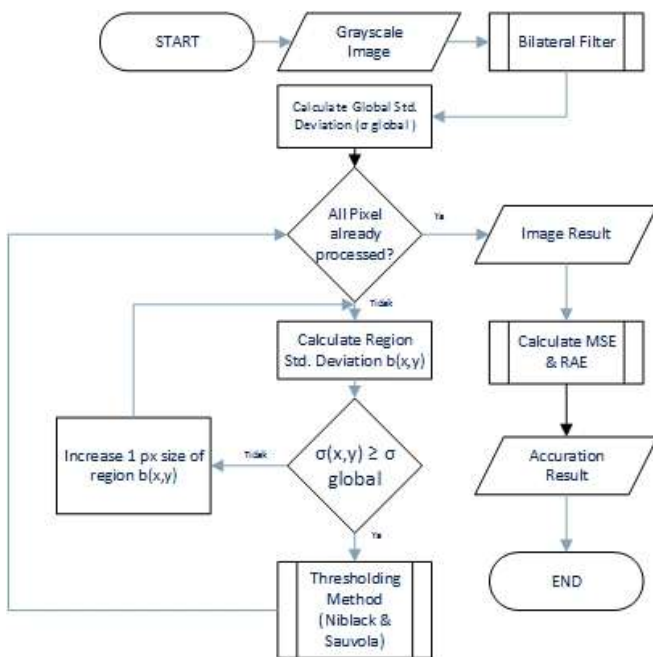 START
Grayscale
Image
Bilateral Filter
Calculate Global Std.
Deviation (σ global )
All Pixel
already
processed?
Ya
Image Result
Tidak
Calculate Region
Std. Deviation b(x,y)
Calculate MSE
& RAE
Increase 1 px size of
region b(x,y)
Tidak
σ(x,y) ≥ σ
global
Accuration
Result
Ya
Thresholding
Method
(Niblack &
Sauvola)
END